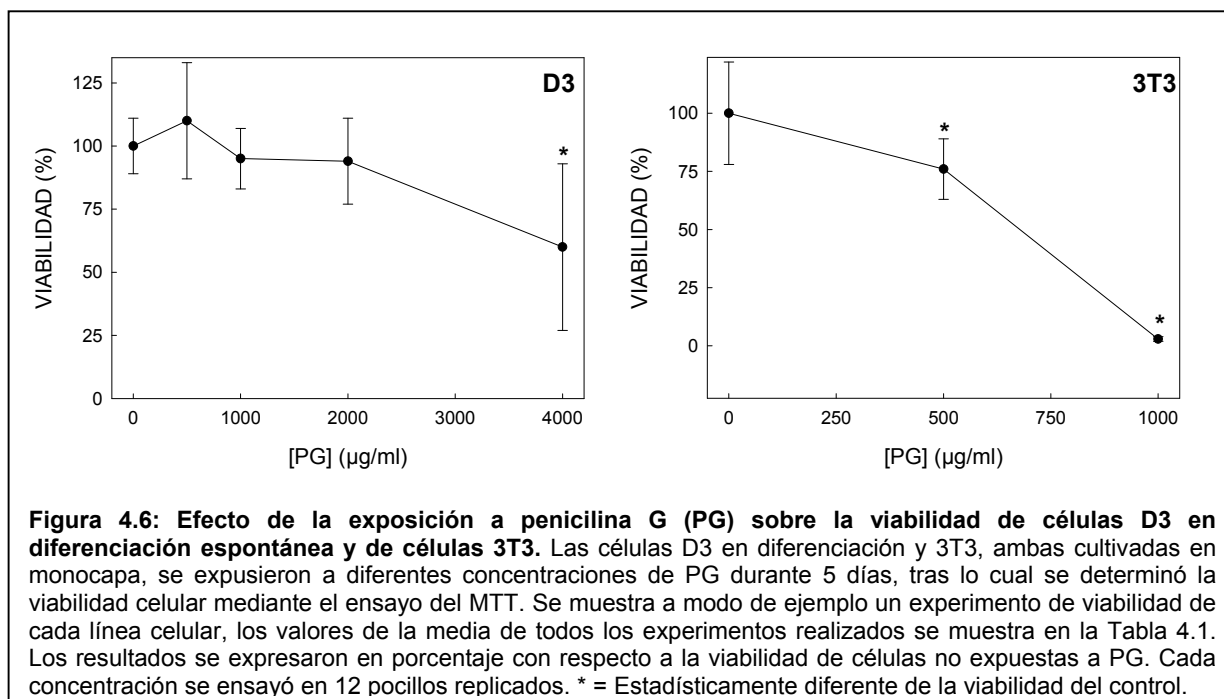 D3
125
100
75
50
25
0
VIABILIDAD (%)
0 1000 2000 3000 4000
[PG] (µg/ml)
*
3T3
100
75
50
25
0
VIABILIDAD (%)
0 250 500 750 1000
[PG] (µg/ml)
*
*
Figura 4.6: Efecto de la exposición a penicilina G (PG) sobre la viabilidad de células D3 en
diferenciación espontánea y de células 3T3. Las células D3 en diferenciación y 3T3, ambas cultivadas en
monocapa, se expusieron a diferentes concentraciones de PG durante 5 días, tras lo cual se determinó la
viabilidad celular mediante el ensayo del MTT. Se muestra a modo de ejemplo un experimento de viabilidad de
cada línea celular, los valores de la media de todos los experimentos realizados se muestra en la Tabla 4.1.
Los resultados se expresaron en porcentaje con respecto a la viabilidad de células no expuestas a PG. Cada
concentración se ensayó en 12 pocillos replicados. * = Estadísticamente diferente de la viabilidad del control.